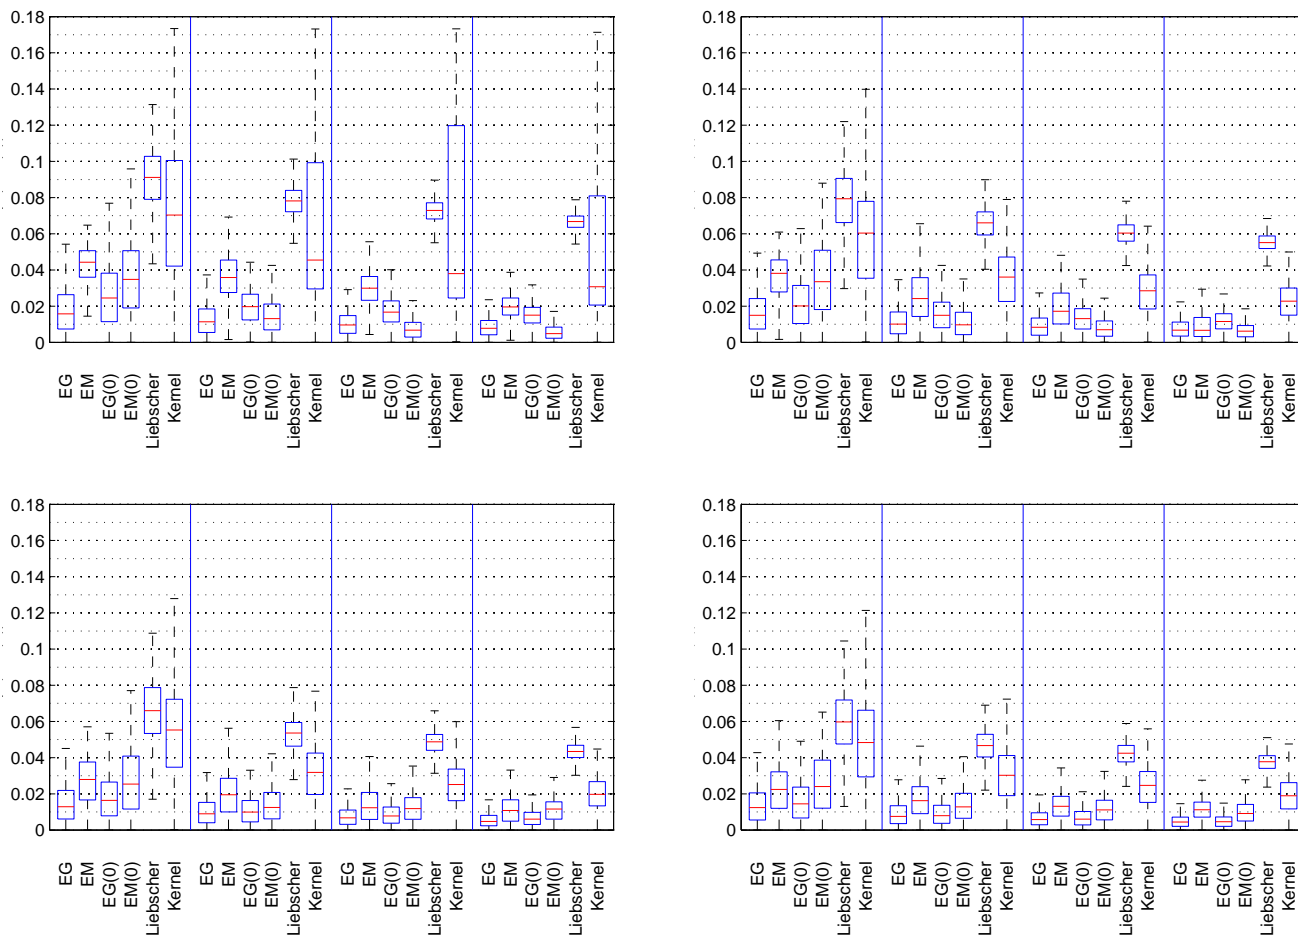 0.18
0.16
0.14
0.12
0.1
0.08
0.06
0.04
0.02
0
EG
EM
EG(0)
EM(0)
Liebscher
Kernel
EG
EM
EG(0)
EM(0)
Liebscher
Kernel
EG
EM
EG(0)
EM(0)
Liebscher
Kernel
EG
EM
EG(0)
EM(0)
Liebscher
Kernel
0.18
0.16
0.14
0.12
0.1
0.08
0.06
0.04
0.02
0
EG
EM
EG(0)
EM(0)
Liebscher
Kernel
EG
EM
EG(0)
EM(0)
Liebscher
Kernel
EG
EM
EG(0)
EM(0)
Liebscher
Kernel
EG
EM
EG(0)
EM(0)
Liebscher
Kernel
0.18
0.16
0.14
0.12
0.1
0.08
0.06
0.04
0.02
0
EG
EM
EG(0)
EM(0)
Liebscher
Kernel
EG
EM
EG(0)
EM(0)
Liebscher
Kernel
EG
EM
EG(0)
EM(0)
Liebscher
Kernel
EG
EM
EG(0)
EM(0)
Liebscher
Kernel
0.18
0.16
0.14
0.12
0.1
0.08
0.06
0.04
0.02
0
EG
EM
EG(0)
EM(0)
Liebscher
Kernel
EG
EM
EG(0)
EM(0)
Liebscher
Kernel
EG
EM
EG(0)
EM(0)
Liebscher
Kernel
EG
EM
EG(0)
EM(0)
Liebscher
Kernel